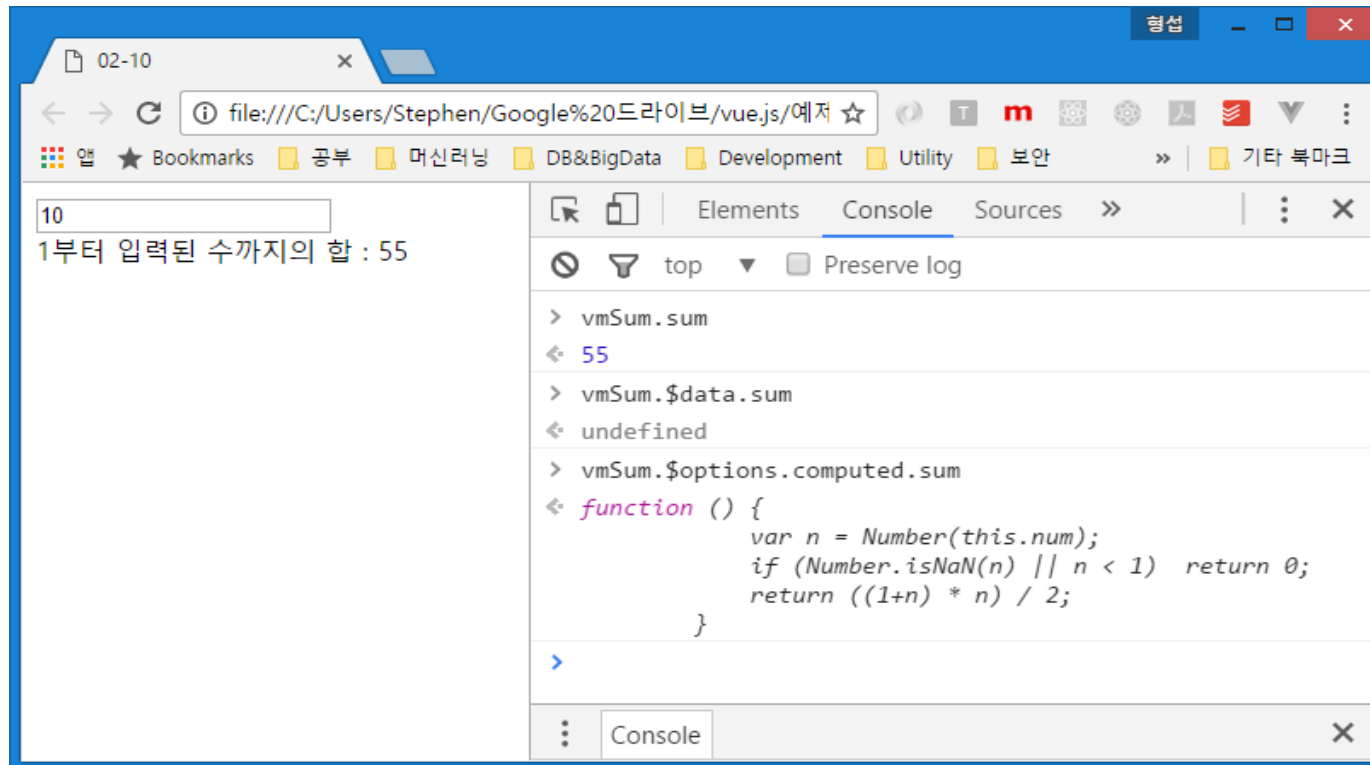 형섭
02-10
file:///C:/Users/Stephen/Google%20드라이브/vue.js/예제
T m
앱 Bookmarks 공부 머신러닝 DB&BigData Development Utility 보안 » 기타 북마크
10
1부터 입력된 수까지의 합 : 55
Elements Console Sources »
top Preserve log
> vmSum.sum
55
> vmSum.$data.sum
undefined
> vmSum.$options.computed.sum
function () {
var n = Number(this.num);
if (Number.isNaN(n) || n < 1) return 0;
return ((1+n) * n) / 2;
}
>
Console